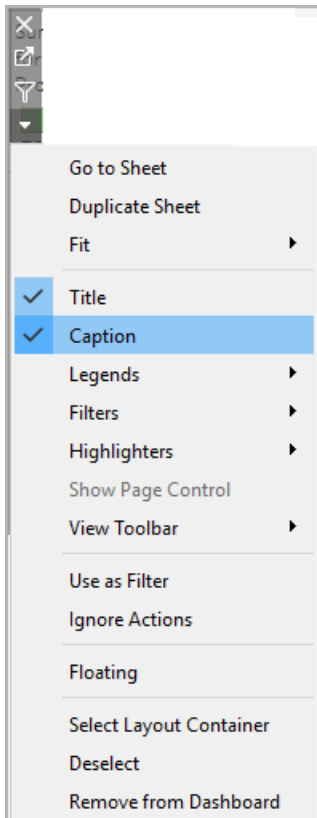 Go to Sheet
Duplicate Sheet
Fit
Title
Caption
Legends
Filters
Highlighters
Show Page Control
View Toolbar
Use as Filter
Ignore Actions
Floating
Select Layout Container
Deselect
Remove from Dashboard